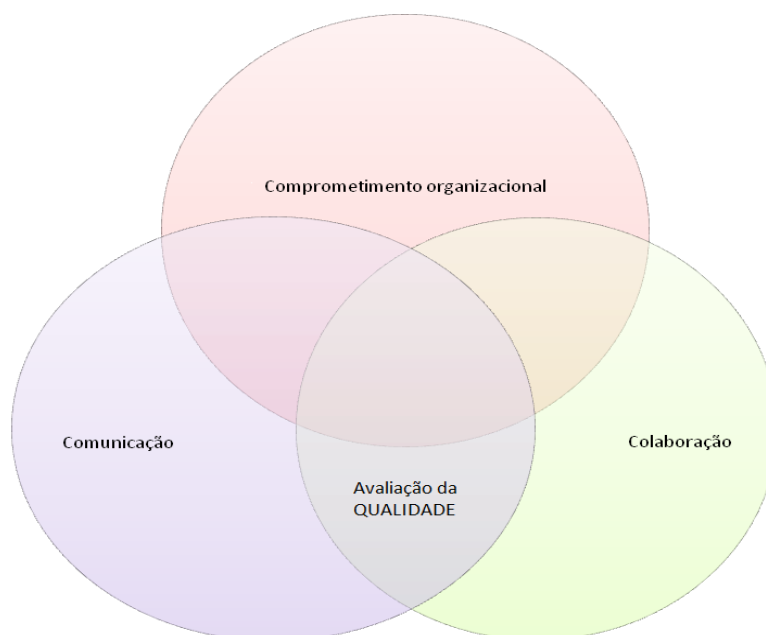 Comprometimento organizacional
Comunicação
Colaboração
Avaliação da
QUALIDADE